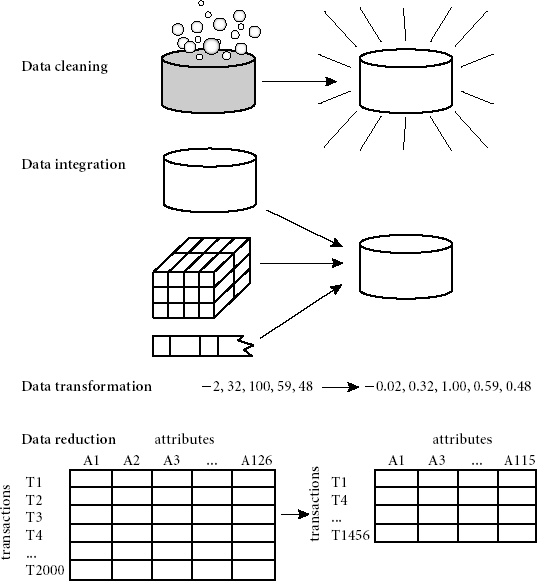 Data cleaning
Data integration
Data transformation −2, 32, 100, 59, 48 −0.02, 0.32, 1.00, 0.59, 0.48
Data reduction attributes attributes
A1 A2 A3 ... A126 A1 A3 ... A115
transactions
T1
T2
T3
T4
...
T2000
transactions
T1
T4
...
T1456